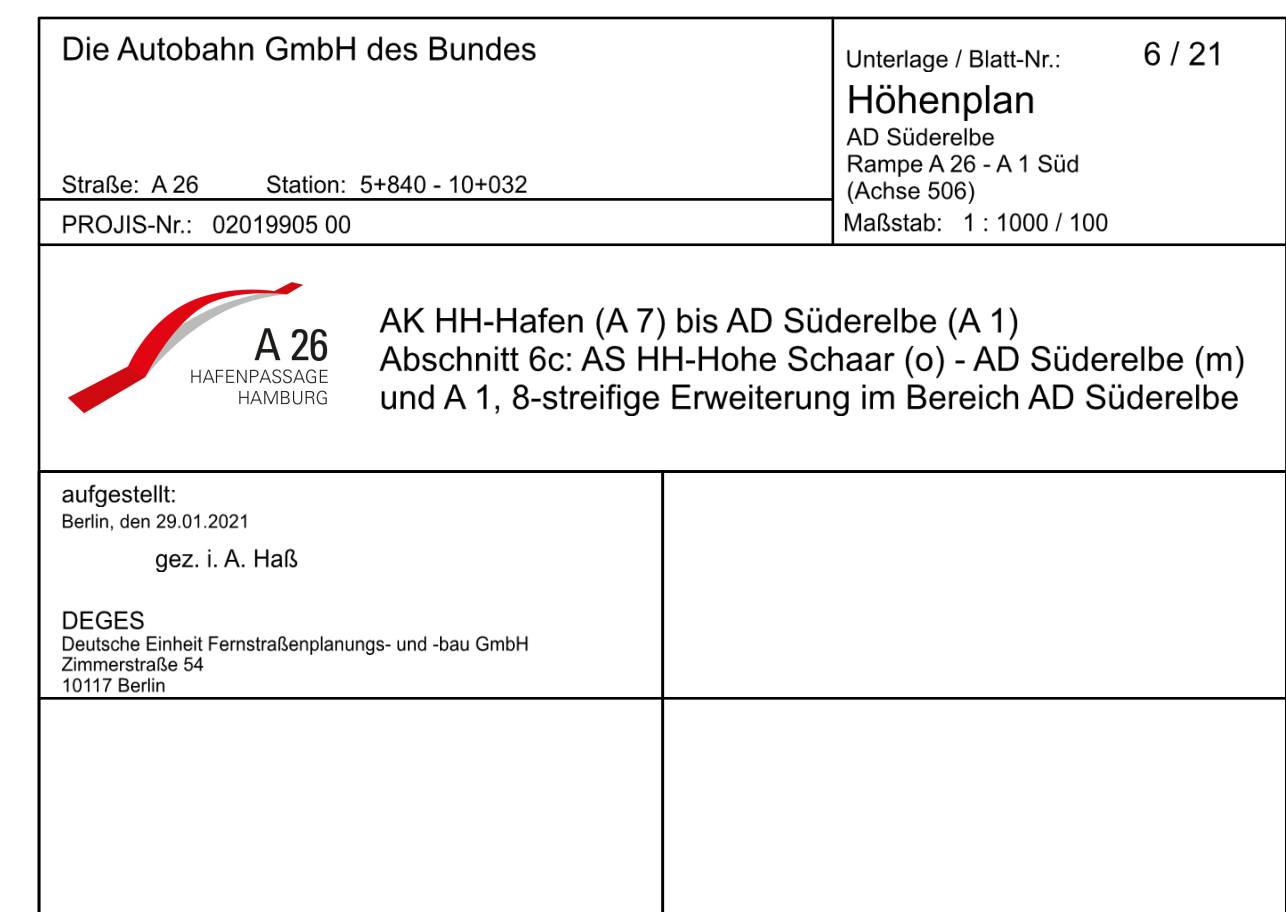 Die Autobahn GmbH des Bundes
Straße: A 26 Station: 5+840 - 10+032
PROJIS-Nr.: 02019905 00
Unterlage / Blatt-Nr.: 6 / 21
Höhenplan
AD Süderelbe
Rampe A 26 - A 1 Süd
(Achse 506)
Maßstab: 1 : 1000 / 100
A 26
HAFENPASSAGE
HAMBURG
AK HH-Hafen (A 7) bis AD Süderelbe (A 1)
Abschnitt 6c: AS HH-Hohe Schaar (o) - AD Süderelbe (m)
und A 1, 8-streifige Erweiterung im Bereich AD Süderelbe
aufgestellt:
Berlin, den 29.01.2021
gez. i. A. Haß
DEGES
Deutsche Einheit Fernstraßenplanungs- und -bau GmbH
Zimmerstraße 54
10117 Berlin